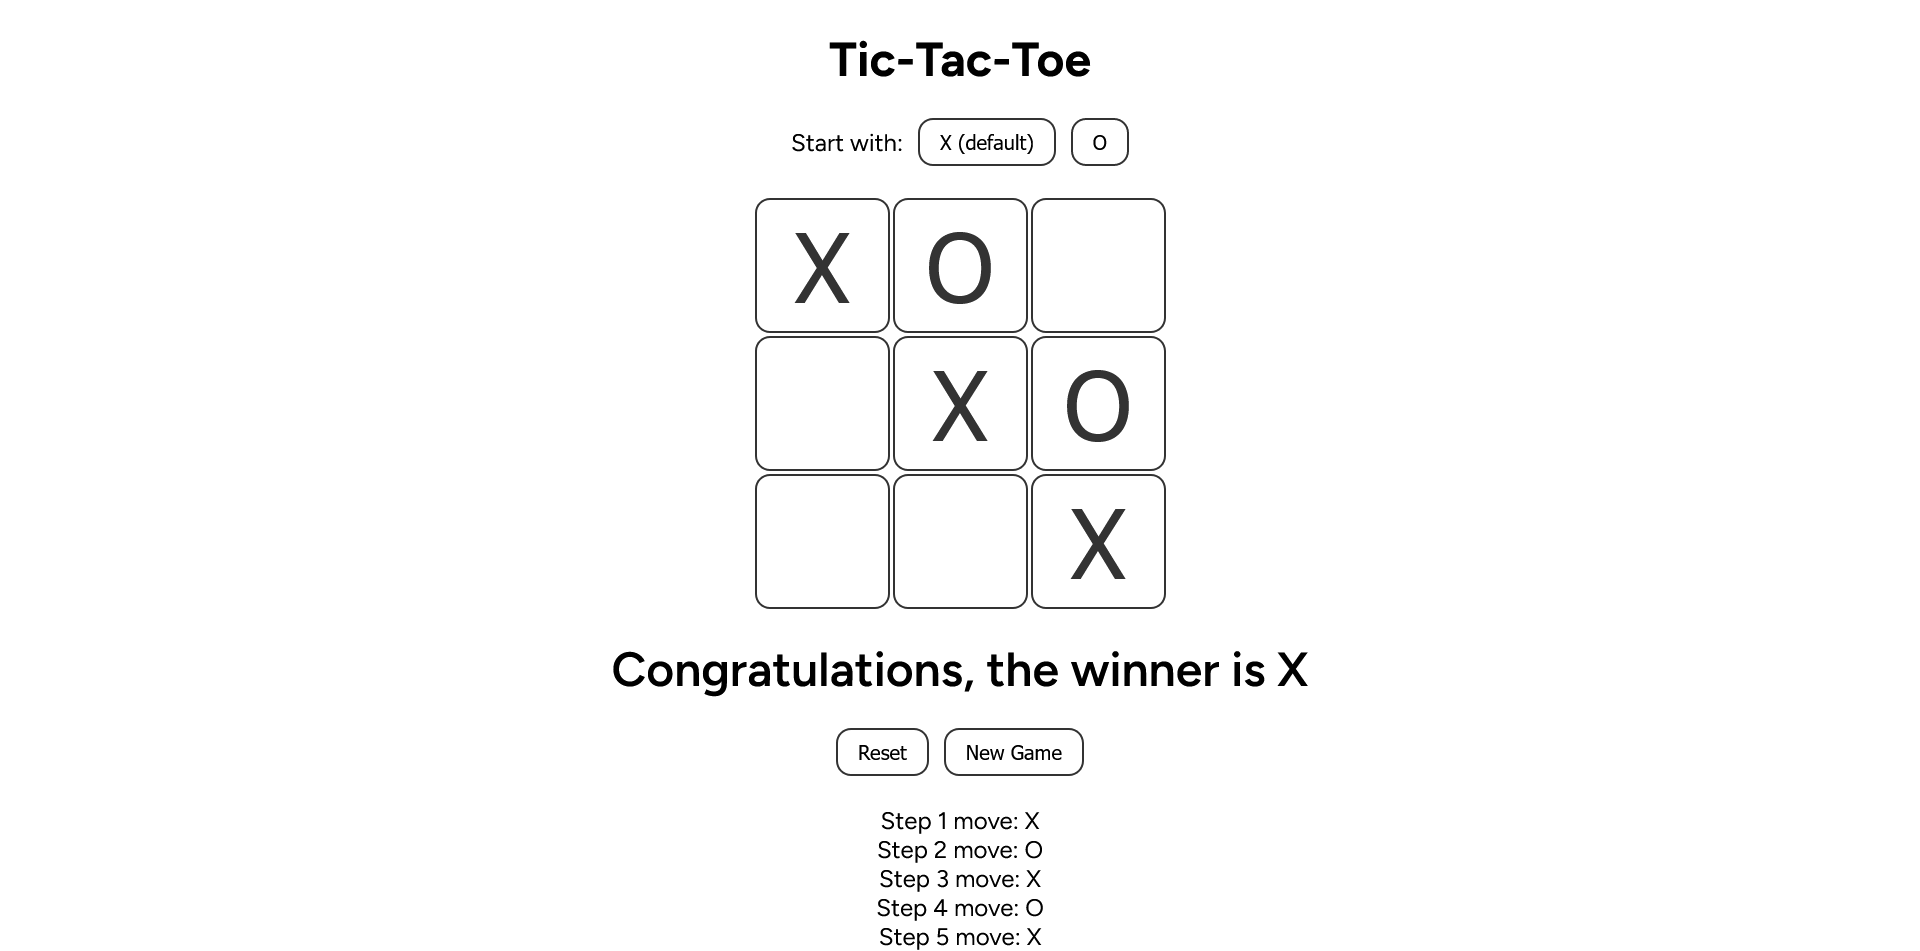 Tic-Tac-Toe
Start with: X (default) O
X O
X O
X
Congratulations, the winner is X
Reset New Game
Step 1 move: X
Step 2 move: O
Step 3 move: X
Step 4 move: O
Step 5 move: X